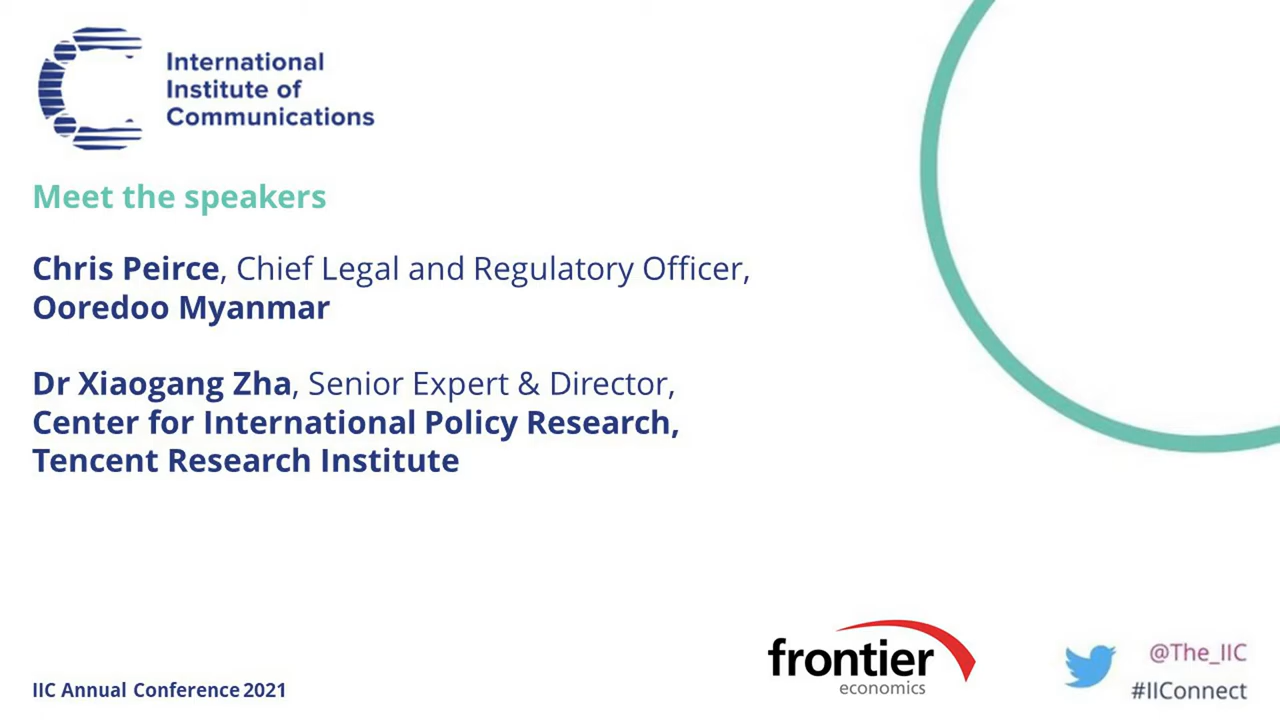 International
Institute of
Communications
Meet the speakers
Chris Peirce, Chief Legal and Regulatory Officer,
Ooredoo Myanmar
Dr Xiaogang Zha, Senior Expert & Director,
Center for International Policy Research,
Tencent Research Institute
IIC Annual Conference 2021
frontier
economics
@The_IIC
#IIConnect